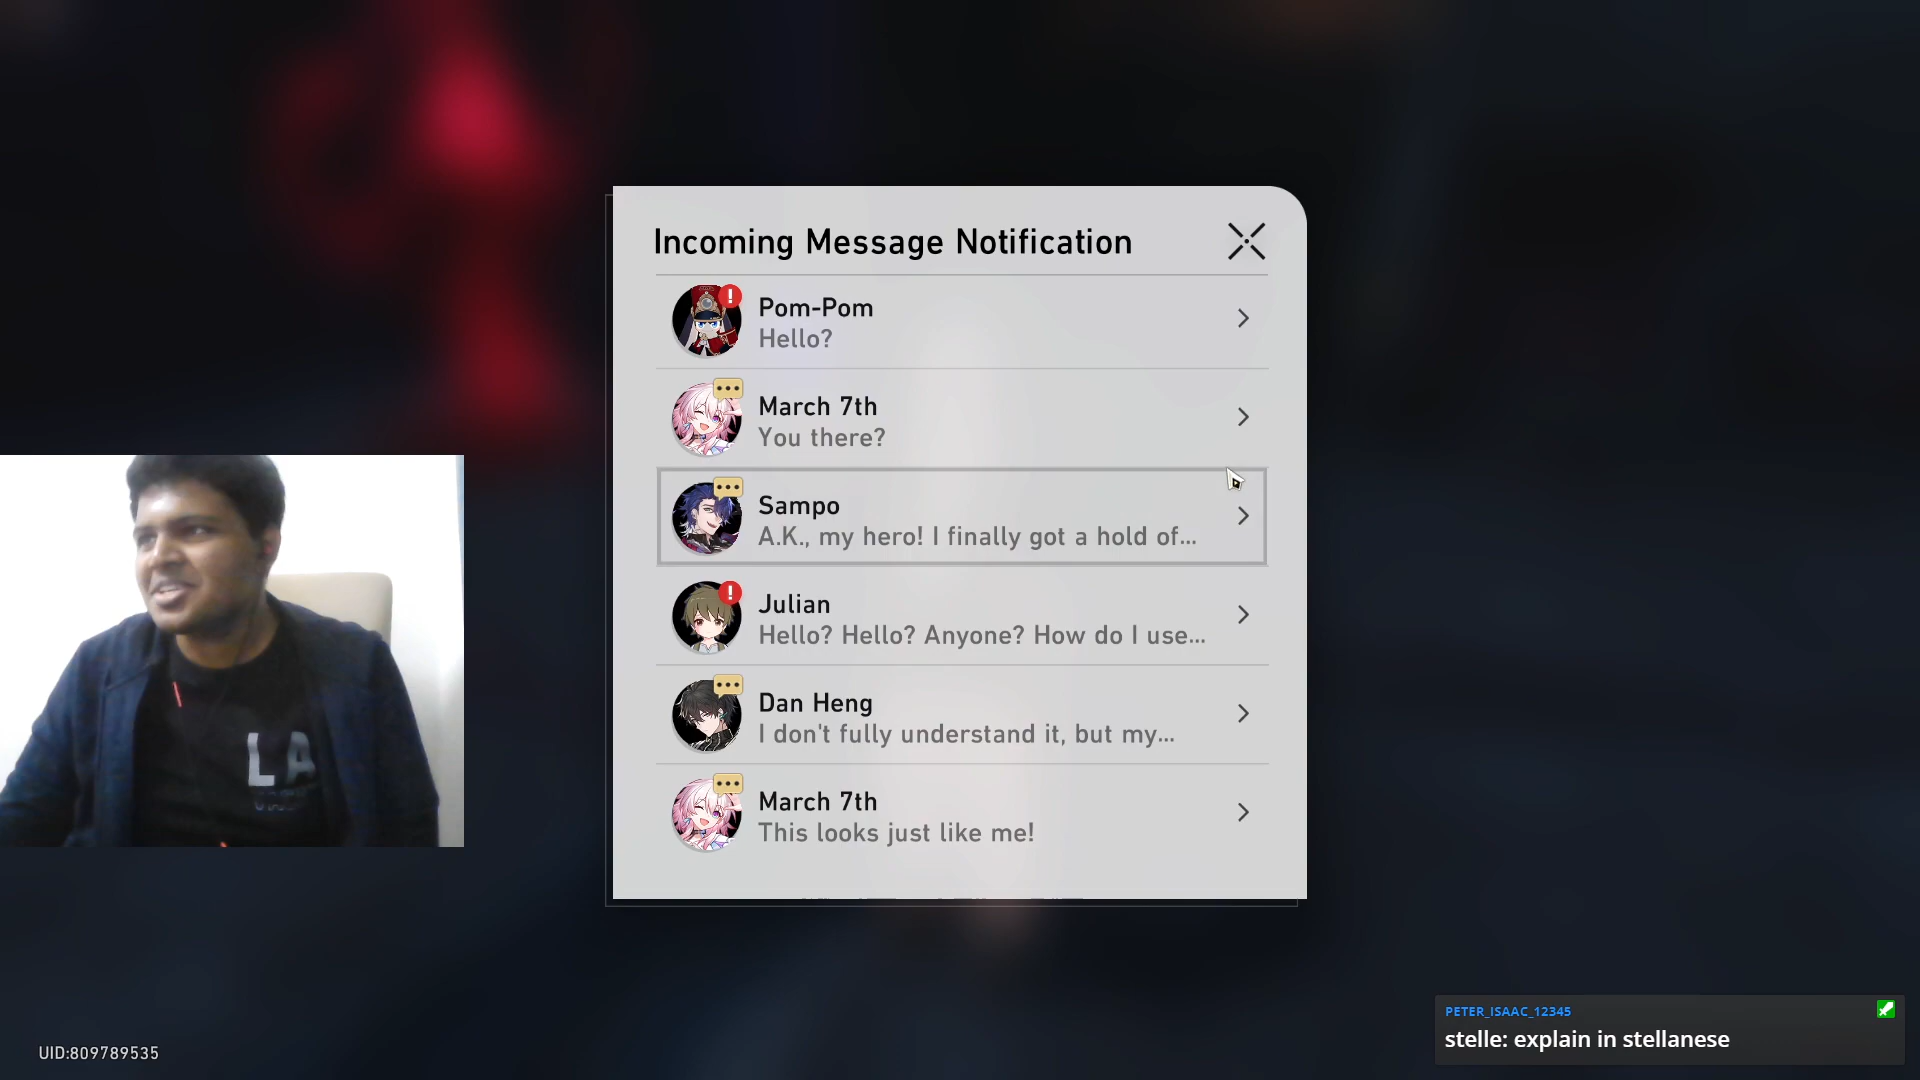 Incoming Message Notification
Pom-Pom
Hello?
March 7th
You there?
Sampo
A.K., my hero! I finally got a hold of...
Julian
Hello? Hello? Anyone? How do I use...
Dan Heng
I don't fully understand it, but my...
March 7th
This looks just like me!
LA
UID:809789535
PETER_ISAAC_12345
stelle: explain in stellanese